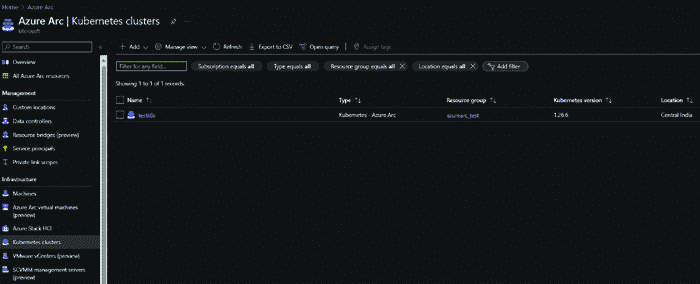 Home > Azure Arc
Azure Arc | Kubernetes clusters
Microsoft
Search
Add
Manage view
Refresh
Export to CSV
Open query
Assign tags
Overview
All Azure Arc resources
Management
Custom locations
Data controllers
Resource bridges (preview)
Service principals
Private link scopes
Infrastructure
Machines
Azure Arc virtual machines
(preview)
Azure Stack HCI
Kubernetes clusters
VMware vCenters (preview)
SCVMM management servers
(preview)
Filter for any field...
Subscription equals all
Type equals all
Resource group equals all
Location equals all
Add filter
Showing 1 to 1 of 1 records.
Name
Type
Resource group
Kubernetes version
Location
Kubernetes - Azure Arc
azurearc_test
1.26.6
Central India